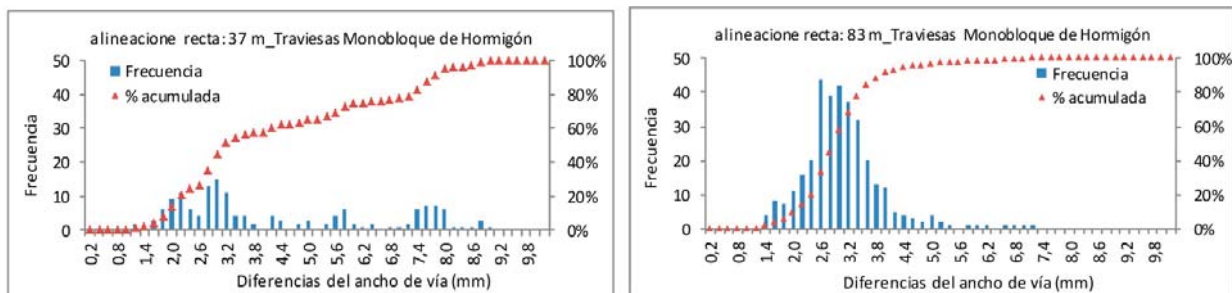 alineacione recta: 37 m_Traviesas Monobloque de Hormigón
50 100%
40 80%
30 60%
20 40%
10 20%
0 0%
Frecuencia
% acumulada
Frecuencia
0,2 0,8 1,4 2,0 2,6 3,2 3,8 4,4 5,0 5,6 6,2 6,8 7,4 8,0 8,6 9,2 9,8
Diferencias del ancho de vía (mm)
alineacione recta: 83 m_Traviesas Monobloque de Hormigón
50 100%
40 80%
30 60%
20 40%
10 20%
0 0%
Frecuencia
% acumulada
Frecuencia
0,2 0,8 1,4 2,0 2,6 3,2 3,8 4,4 5,0 5,6 6,2 6,8 7,4 8,0 8,6 9,2 9,8
Diferencias del ancho de vía (mm)